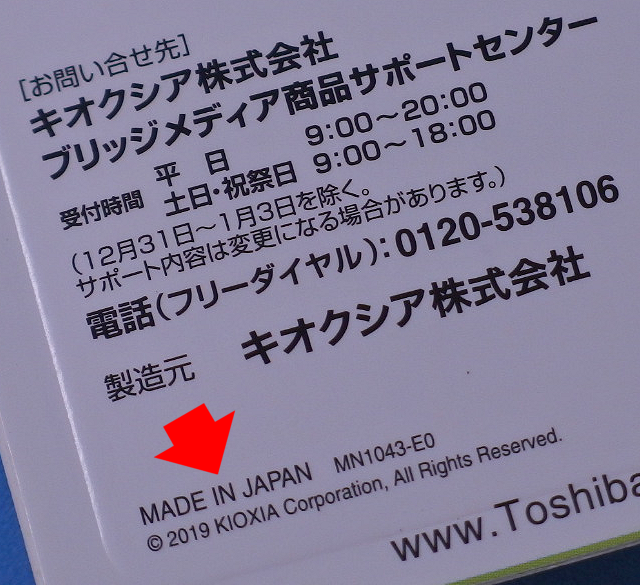 [お問い合せ先]
キオクシア株式会社
ブリッジメディア商品サポートセンター
受付時間 平 日 9:00～20:00
土日・祝祭日 9:00～18:00
(12月31日～1月3日を除く。
サポート内容は変更になる場合があります。)
電話(フリーダイヤル):0120-538106
製造元 キオクシア株式会社
MADE IN JAPAN MN1043-E0
© 2019 KIOXIA Corporation, All Rights Reserved.
www.Toshiba